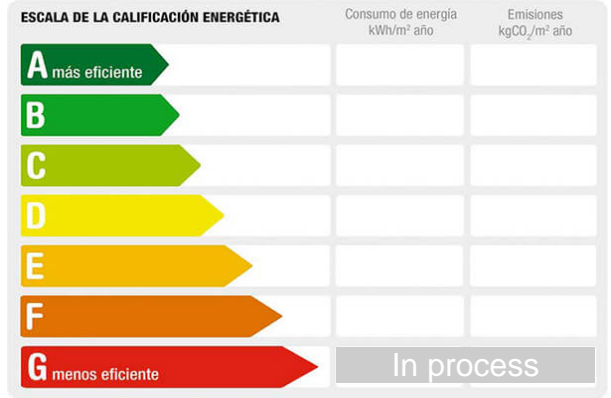 ESCALA DE LA CALIFICACIÓN ENERGÉTICA
Consumo de energía
kWh/m² año
Emisiones
kgCO₂/m² año
A más eficiente
B
C
D
E
F
G menos eficiente
In process